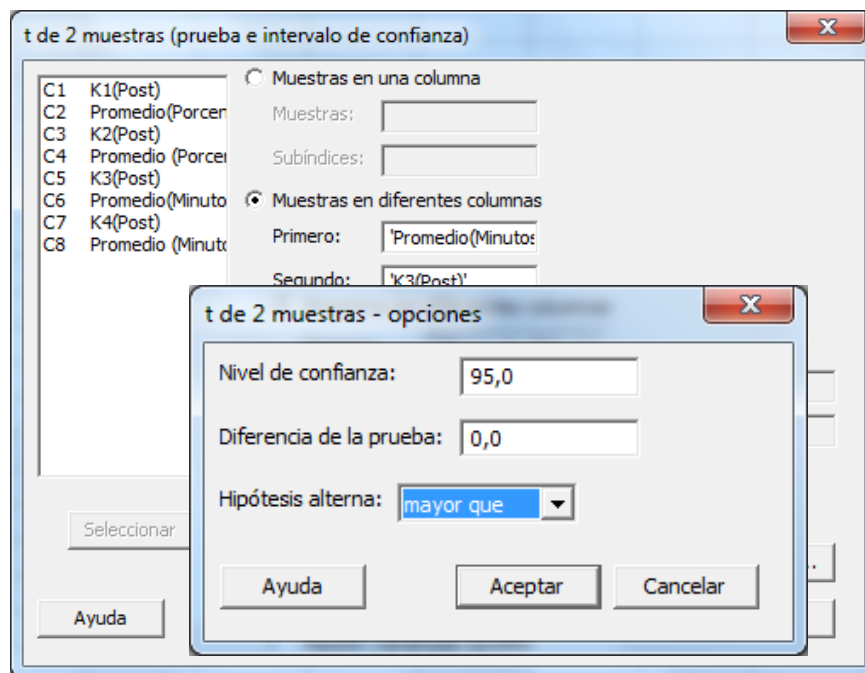 t de 2 muestras (prueba e intervalo de confianza)
C1 K1(Post)
C2 Promedio(Porcen
C3 K2(Post)
C4 Promedio (Porcer
C5 K3(Post)
C6 Promedio(Minuto
C7 K4(Post)
C8 Promedio (Minuto
Muestras en una columna
Muestras:
Subíndices:
Muestras en diferentes columnas
Primero: 'Promedio(Minutos
Segundo: 'K3(Post)'
Seleccionar
Ayuda
t de 2 muestras - opciones
Nivel de confianza: 95,0
Diferencia de la prueba: 0,0
Hipótesis alterna: mayor que
Ayuda Aceptar Cancelar